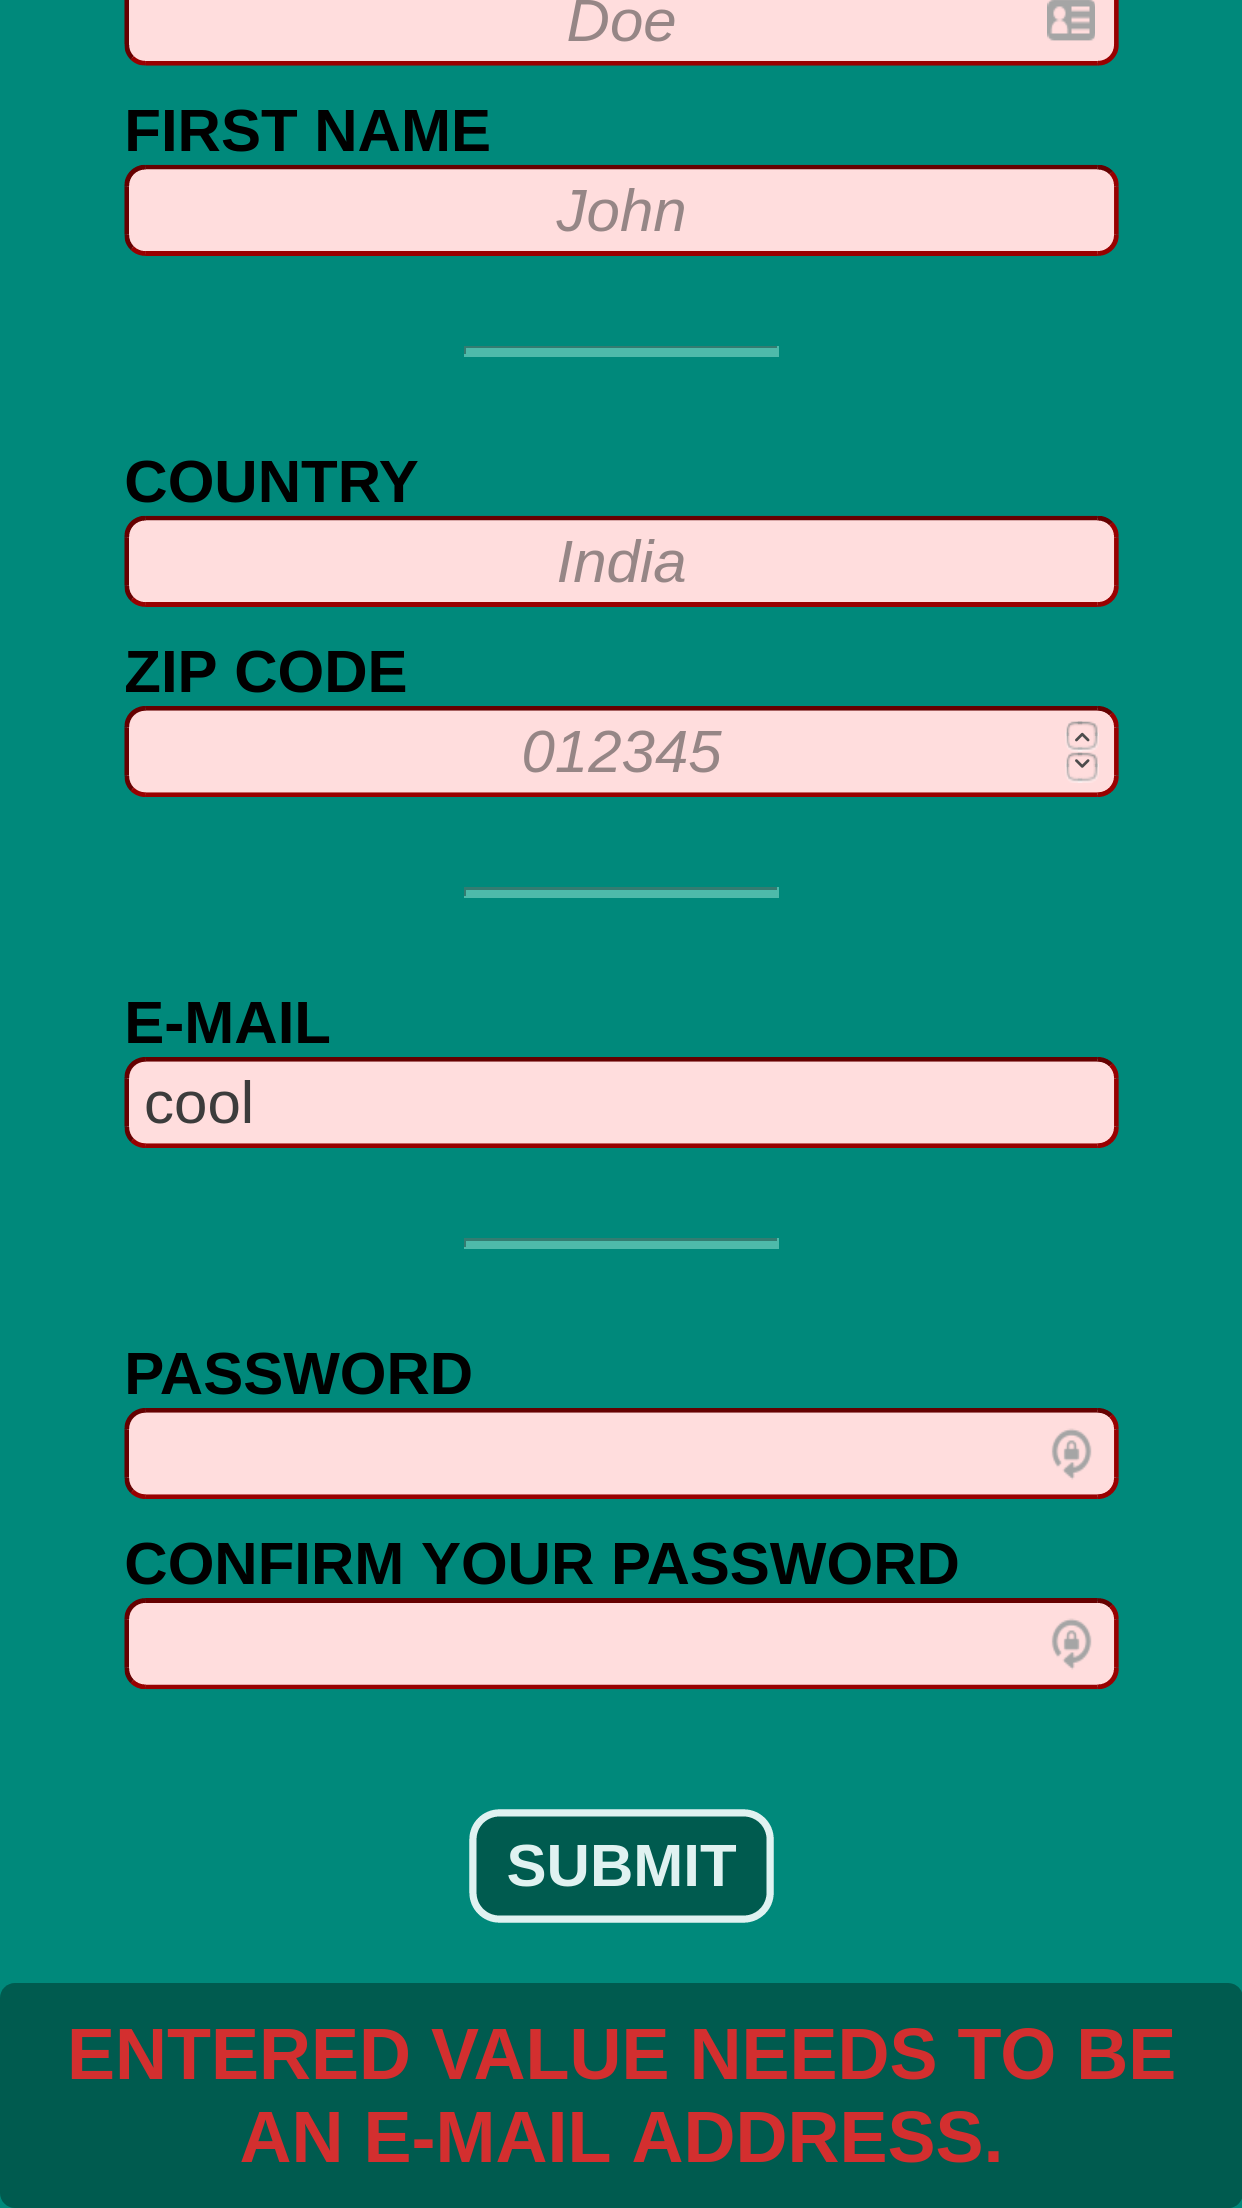 Doe
FIRST NAME
John
COUNTRY
India
ZIP CODE
012345
E-MAIL
cool
PASSWORD
CONFIRM YOUR PASSWORD
SUBMIT
ENTERED VALUE NEEDS TO BE
AN E-MAIL ADDRESS.